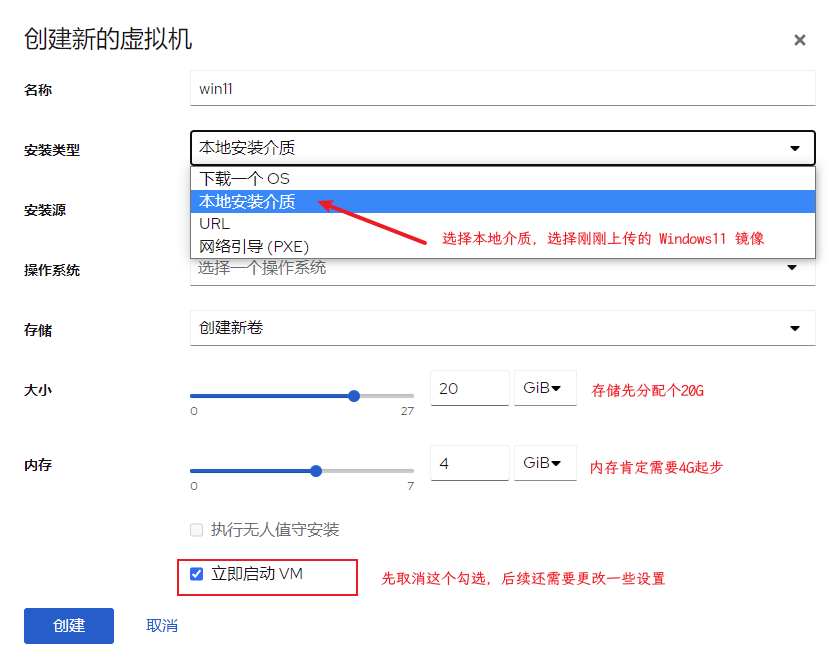 创建新的虚拟机
名称
win11
安装类型
本地安装介质
下载一个 OS
安装源
本地安装介质
URL
选择本地介质，选择刚刚上传的 Windows11 镜像
网络引导 (PXE)
操作系统
选择一个操作系统
存储
创建新卷
大小
20
GiB
存储先分配个20G
0
27
内存
4
GiB
内存肯定需要4G起步
0
7
执行无人值守安装
立即启动 VM
先取消这个勾选，后续还需要更改一些设置
创建
取消